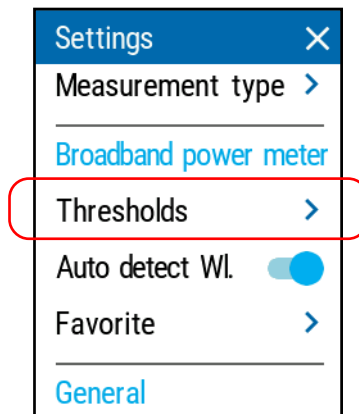 Settings
Measurement type
Broadband power meter
Thresholds
Auto detect Wl.
Favorite
General